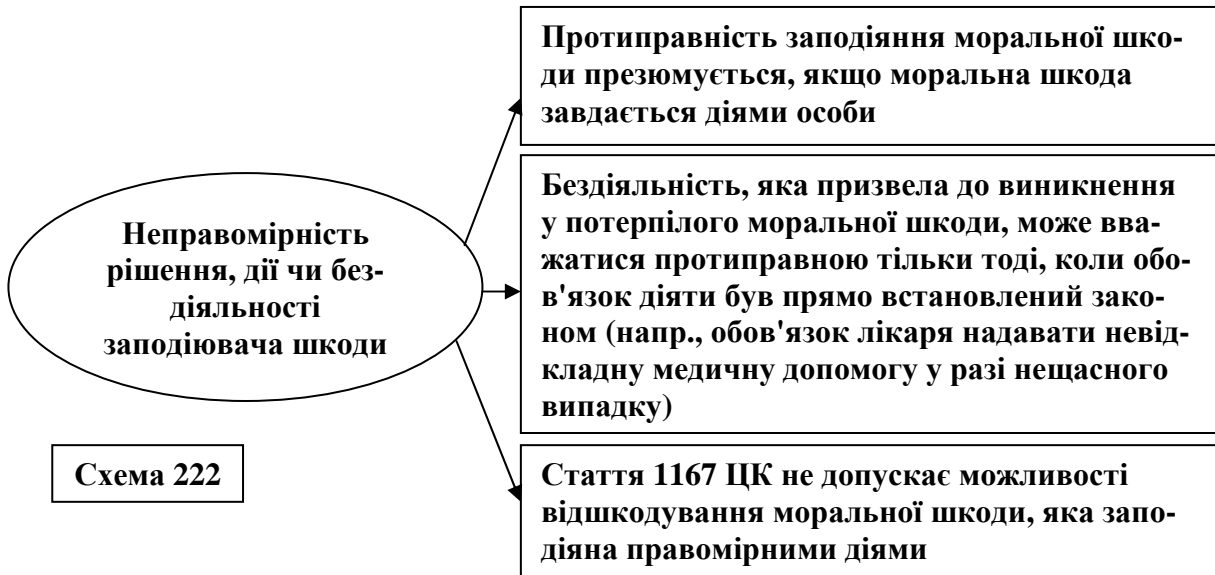 Протиправність заподіяння моральної шко-
ди презюмується, якщо моральна шкода
завдається діями особи
Неправомірність
рішення, дії чи без-
діяльності
заподіювача шкоди
Бездіяльність, яка призвела до виникнення
у потерпілого моральної шкоди, може вва-
жатися протиправною тільки тоді, коли обо-
в'язок діяти був прямо встановлений зако-
ном (напр., обов'язок лікаря надавати невід-
кладну медичну допомогу у разі нещасного
випадку)
Схема 222
Стаття 1167 ЦК не допускає можливості
відшкодування моральної шкоди, яка запо-
діяна правомірними діями